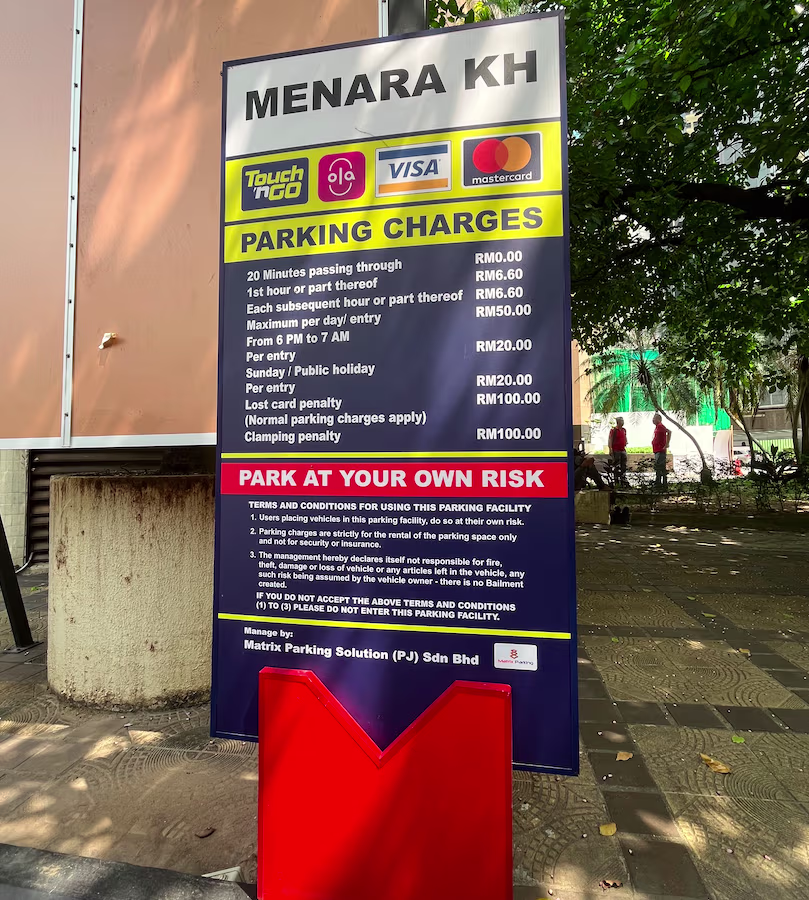 MENARA KH
Touch 'n GO
ola
VISA
mastercard
PARKING CHARGES
20 Minutes passing through RM0.00
1st hour or part thereof RM6.60
Each subsequent hour or part thereof RM6.60
Maximum per day/ entry RM50.00
From 6 PM to 7 AM
Per entry RM20.00
Sunday / Public holiday
Per entry RM20.00
Lost card penalty RM100.00
(Normal parking charges apply)
Clamping penalty RM100.00
PARK AT YOUR OWN RISK
TERMS AND CONDITIONS FOR USING THIS PARKING FACILITY
1. Users placing vehicles in this parking facility, do so at their own risk.
2. Parking charges are strictly for the rental of the parking space only
and not for security or insurance.
3. The management hereby declares itself not responsible for fire,
theft, damage or loss of vehicle or any articles left in the vehicle, any
such risk being assumed by the vehicle owner - there is no Bailment
created.
IF YOU DO NOT ACCEPT THE ABOVE TERMS AND CONDITIONS
(1) TO (3) PLEASE DO NOT ENTER THIS PARKING FACILITY.
Manage by:
Matrix Parking Solution (PJ) Sdn Bhd
Matrix Parking